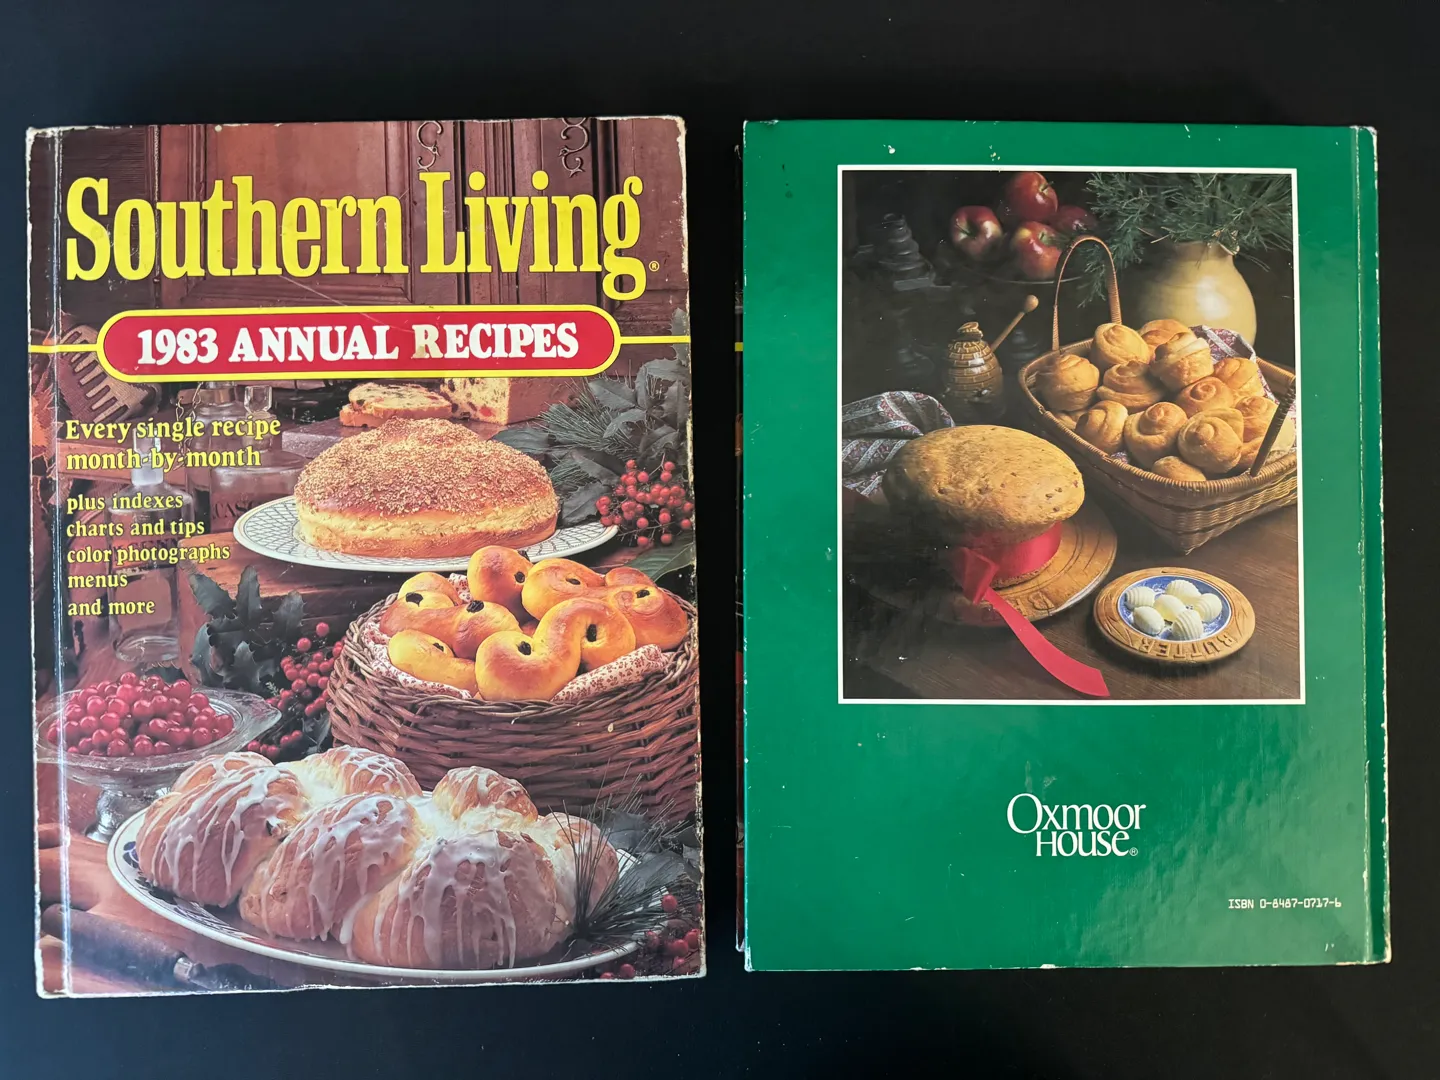 Southern Living®
1983 ANNUAL RECIPES
Every single recipe
month-by-month
plus indexes
charts and tips
color photographs
menus
and more
BUTTER
Oxmoor
House®
ISBN 0-8487-0717-6